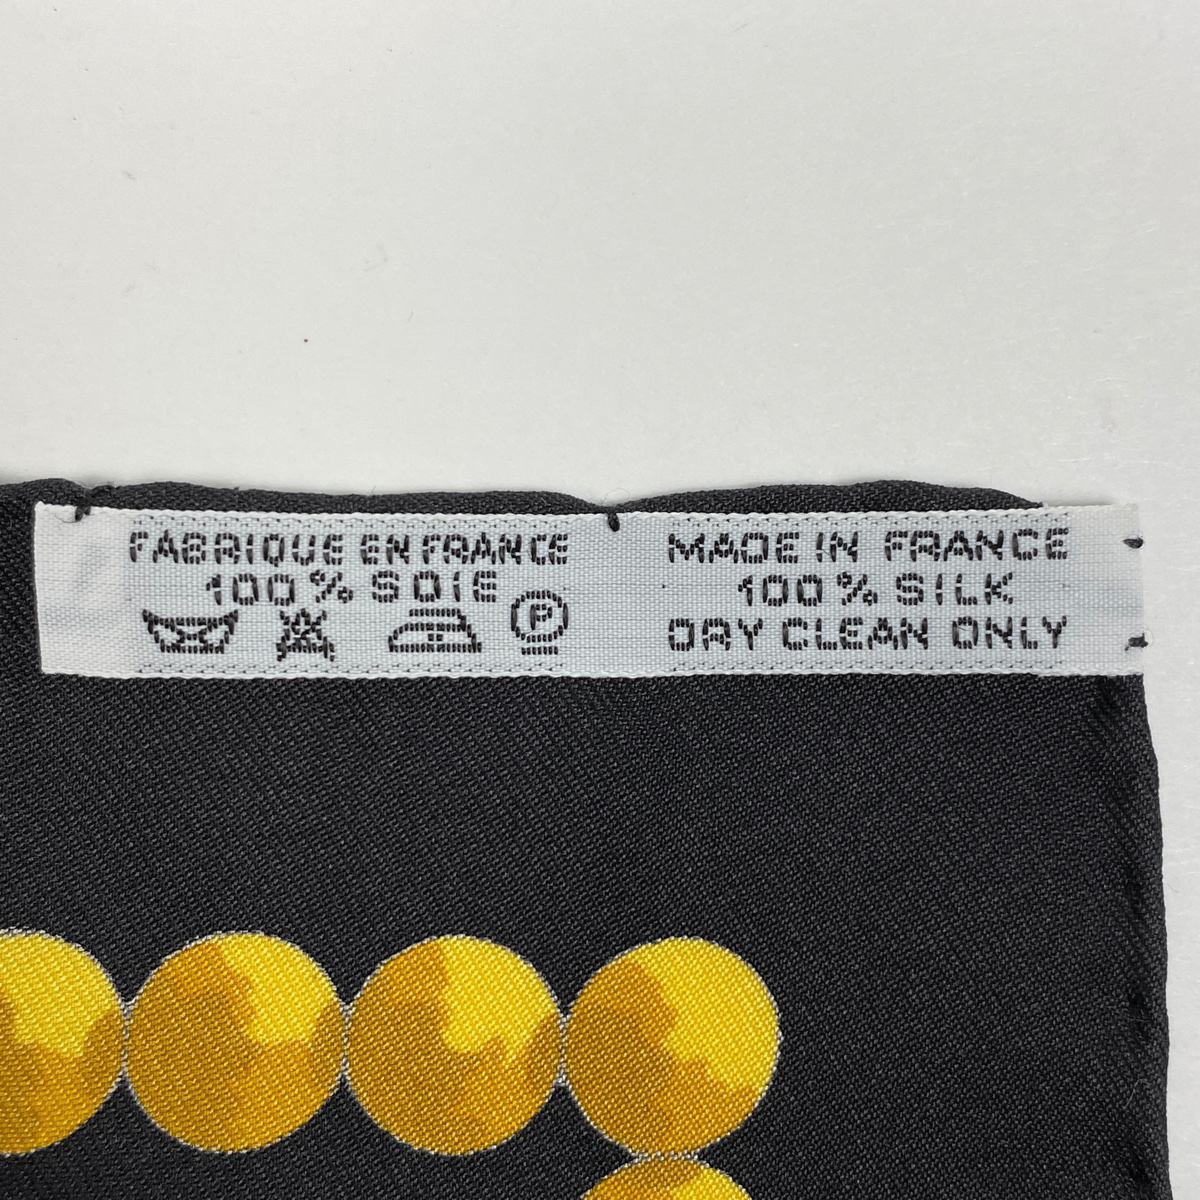 FABRIQUE EN FRANCE
100% SOIE
P
MADE IN FRANCE
100% SILK
DRY CLEAN ONLY